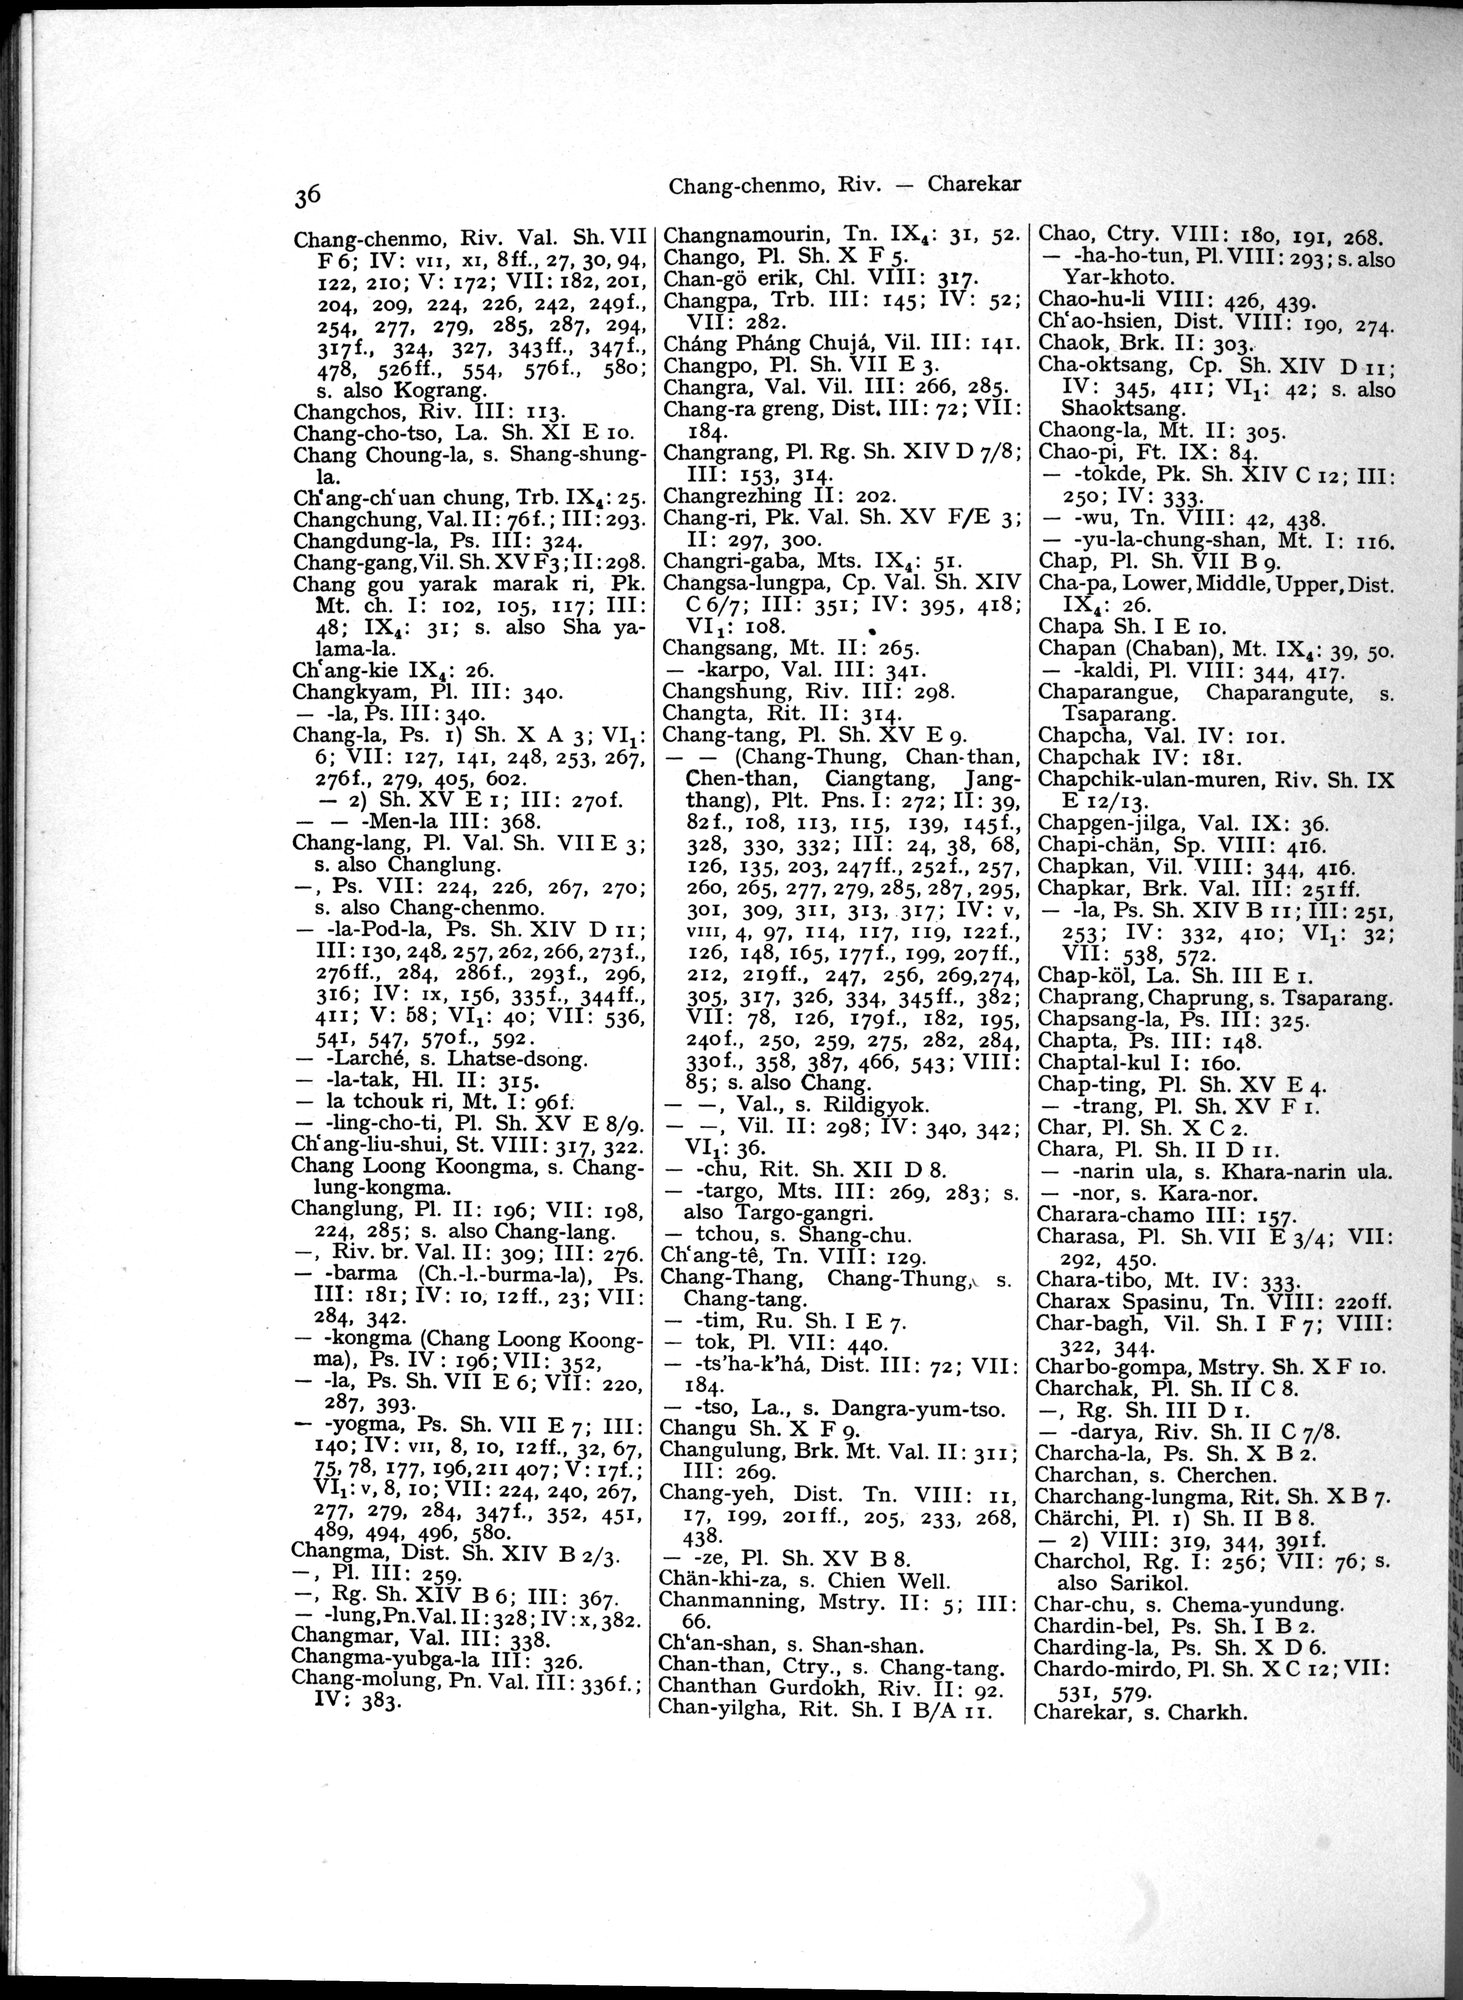 36
Chang-chenmo, Riv. — Charekar
Chang-chenmo, Riv. Val. Sh. VII
F 6; IV: VII, XI, 8ff., 27, 30, 94,
122, 210; V: 172; VII: 182, 201,
204, 209, 224, 226, 242, 249f.,
254, 277, 279, 285, 287, 294,
317f., 324, 327, 343ff., 347f.,
478, 526ff., 554, 576f., 580;
s. also Kograng.
Changchos, Riv. III: 113.
Chang-cho-tso, La. Sh. XI E 10.
Chang Choung-la, s. Shang-shung-
la.
Chʻang-chʻuan chung, Trb. IX₄: 25.
Changchung, Val. II: 76f.; III: 293.
Changdung-la, Ps. III: 324.
Chang-gang, Vil. Sh. XV F3; II: 298.
Chang gou yarak marak ri, Pk.
Mt. ch. I: 102, 105, 117; III:
48; IX₄: 31; s. also Sha ya-
lama-la.
Chʻang-kie IX₄: 26.
Changkyam, Pl. III: 340.
— -la, Ps. III: 340.
Chang-la, Ps. 1) Sh. X A 3; VI₁:
6; VII: 127, 141, 248, 253, 267,
276f., 279, 405, 602.
— 2) Sh. XV E 1; III: 270f.
— — -Men-la III: 368.
Chang-lang, Pl. Val. Sh. VII E 3;
s. also Changlung.
—, Ps. VII: 224, 226, 267, 270;
s. also Chang-chenmo.
— -la-Pod-la, Ps. Sh. XIV D 11;
III: 130, 248, 257, 262, 266, 273f.,
276ff., 284, 286f., 293f., 296,
316; IV: IX, 156, 335f., 344ff.,
411; V: 58; VI₁: 40; VII: 536,
541, 547, 570f., 592.
— -Larché, s. Lhatse-dsong.
— -la-tak, Hl. II: 315.
— la tchouk ri, Mt. I: 96f.
— -ling-cho-ti, Pl. Sh. XV E 8/9.
Chʻang-liu-shui, St. VIII: 317, 322.
Chang Loong Koongma, s. Chang-
lung-kongma.
Changlung, Pl. II: 196; VII: 198,
224, 285; s. also Chang-lang.
—, Riv. br. Val. II: 309; III: 276.
— -barma (Ch.-l.-burma-la), Ps.
III: 181; IV: 10, 12ff., 23; VII:
284, 342.
— -kongma (Chang Loong Koong-
ma), Ps. IV: 196; VII: 352,
— -la, Ps. Sh. VII E 6; VII: 220,
287, 393.
— -yogma, Ps. Sh. VII E 7; III:
140; IV: VII, 8, 10, 12ff., 32, 67,
75, 78, 177, 196, 211 407; V: 17f.;
VI₁: v, 8, 10; VII: 224, 240, 267,
277, 279, 284, 347f., 352, 451,
489, 494, 496, 580.
Changma, Dist. Sh. XIV B 2/3.
—, Pl. III: 259.
—, Rg. Sh. XIV B 6; III: 367.
— -lung, Pn. Val. II: 328; IV: x, 382.
Changmar, Val. III: 338.
Changma-yubga-la III: 326.
Chang-molung, Pn. Val. III: 336f.;
IV: 383.
Changnamourin, Tn. IX₄: 31, 52.
Chango, Pl. Sh. X F 5.
Chan-gö erik, Chl. VIII: 317.
Changpa, Trb. III: 145; IV: 52;
VII: 282.
Cháng Pháng Chujá, Vil. III: 141.
Changpo, Pl. Sh. VII E 3.
Changra, Val. Vil. III: 266, 285.
Chang-ra greng, Dist. III: 72; VII:
184.
Changrang, Pl. Rg. Sh. XIV D 7/8;
III: 153, 314.
Changrezhing II: 202.
Chang-ri, Pk. Val. Sh. XV F/E 3;
II: 297, 300.
Changri-gaba, Mts. IX₄: 51.
Changsa-lungpa, Cp. Val. Sh. XIV
C 6/7; III: 351; IV: 395, 418;
VI₁: 108.
Changsang, Mt. II: 265.
— -karpo, Val. III: 341.
Changshung, Riv. III: 298.
Changta, Rit. II: 314.
Chang-tang, Pl. Sh. XV E 9.
— — (Chang-Thung, Chan-than,
Chen-than, Ciangtang, Jang-
thang), Plt. Pns. I: 272; II: 39,
82f., 108, 113, 115, 139, 145f.,
328, 330, 332; III: 24, 38, 68,
126, 135, 203, 247ff., 252f., 257,
260, 265, 277, 279, 285, 287, 295,
301, 309, 311, 313, 317; IV: v,
VIII, 4, 97, 114, 117, 119, 122f.,
126, 148, 165, 177f., 199, 207ff.,
212, 219ff., 247, 256, 269, 274,
305, 317, 326, 334, 345ff., 382;
VII: 78, 126, 179f., 182, 195,
240f., 250, 259, 275, 282, 284,
330f., 358, 387, 466, 543; VIII:
85; s. also Chang.
— —, Val., s. Rildigyok.
— —, Vil. II: 298; IV: 340, 342;
VI₁: 36.
— -chu, Rit. Sh. XII D 8.
— -targo, Mts. III: 269, 283; s.
also Targo-gangri.
— tchou, s. Shang-chu.
Chʻang-tê, Tn. VIII: 129.
Chang-Thang, Chang-Thung, s.
Chang-tang.
— -tim, Ru. Sh. I E 7.
— tok, Pl. VII: 440.
— -ts'ha-k'há, Dist. III: 72; VII:
184.
— -tso, La., s. Dangra-yum-tso.
Changu Sh. X F 9.
Changulung, Brk. Mt. Val. II: 311;
III: 269.
Chang-yeh, Dist. Tn. VIII: 11,
17, 199, 201ff., 205, 233, 268,
438.
— -ze, Pl. Sh. XV B 8.
Chän-khi-za, s. Chien Well.
Chanmanning, Mstry. II: 5; III:
66.
Chʻan-shan, s. Shan-shan.
Chan-than, Ctry., s. Chang-tang.
Chanthan Gurdokh, Riv. II: 92.
Chan-yilgha, Rit. Sh. I B/A 11.
Chao, Ctry. VIII: 180, 191, 268.
— -ha-ho-tun, Pl. VIII: 293; s. also
Yar-khoto.
Chao-hu-li VIII: 426, 439.
Chʻao-hsien, Dist. VIII: 190, 274.
Chaok, Brk. II: 303.
Cha-oktsang, Cp. Sh. XIV D 11;
IV: 345, 411; VI₁: 42; s. also
Shaoktsang.
Chaong-la, Mt. II: 305.
Chao-pi, Ft. IX: 84.
— -tokde, Pk. Sh. XIV C 12; III:
250; IV: 333.
— -wu, Tn. VIII: 42, 438.
— -yu-la-chung-shan, Mt. I: 116.
Chap, Pl. Sh. VII B 9.
Cha-pa, Lower, Middle, Upper, Dist.
IX₄: 26.
Chapa Sh. I E 10.
Chapan (Chaban), Mt. IX₄: 39, 50.
— -kaldi, Pl. VIII: 344, 417.
Chaparangue, Chaparangute, s.
Tsaparang.
Chapcha, Val. IV: 101.
Chapchak IV: 181.
Chapchik-ulan-muren, Riv. Sh. IX
E 12/13.
Chapgen-jilga, Val. IX: 36.
Chapi-chän, Sp. VIII: 416.
Chapkan, Vil. VIII: 344, 416.
Chapkar, Brk. Val. III: 251ff.
— -la, Ps. Sh. XIV B 11; III: 251,
253; IV: 332, 410; VI₁: 32;
VII: 538, 572.
Chap-köl, La. Sh. III E 1.
Chaprang, Chaprung, s. Tsaparang.
Chapsang-la, Ps. III: 325.
Chapta, Ps. III: 148.
Chaptal-kul I: 160.
Chap-ting, Pl. Sh. XV E 4.
— -trang, Pl. Sh. XV F 1.
Char, Pl. Sh. X C 2.
Chara, Pl. Sh. II D 11.
— -narin ula, s. Khara-narin ula.
— -nor, s. Kara-nor.
Charara-chamo III: 157.
Charasa, Pl. Sh. VII E 3/4; VII:
292, 450.
Chara-tibo, Mt. IV: 333.
Charax Spasinu, Tn. VIII: 220ff.
Char-bagh, Vil. Sh. I F 7; VIII:
322, 344.
Charbo-gompa, Mstry. Sh. X F 10.
Charchak, Pl. Sh. II C 8.
—, Rg. Sh. III D 1.
— -darya, Riv. Sh. II C 7/8.
Charcha-la, Ps. Sh. X B 2.
Charchan, s. Cherchen.
Charchang-lungma, Rit. Sh. X B 7.
Chärchi, Pl. 1) Sh. II B 8.
— 2) VIII: 319, 344, 391f.
Charchol, Rg. I: 256; VII: 76; s.
also Sarikol.
Char-chu, s. Chema-yundung.
Chardin-bel, Ps. Sh. I B 2.
Charding-la, Ps. Sh. X D 6.
Chardo-mirdo, Pl. Sh. X C 12; VII:
531, 579.
Charekar, s. Charkh.